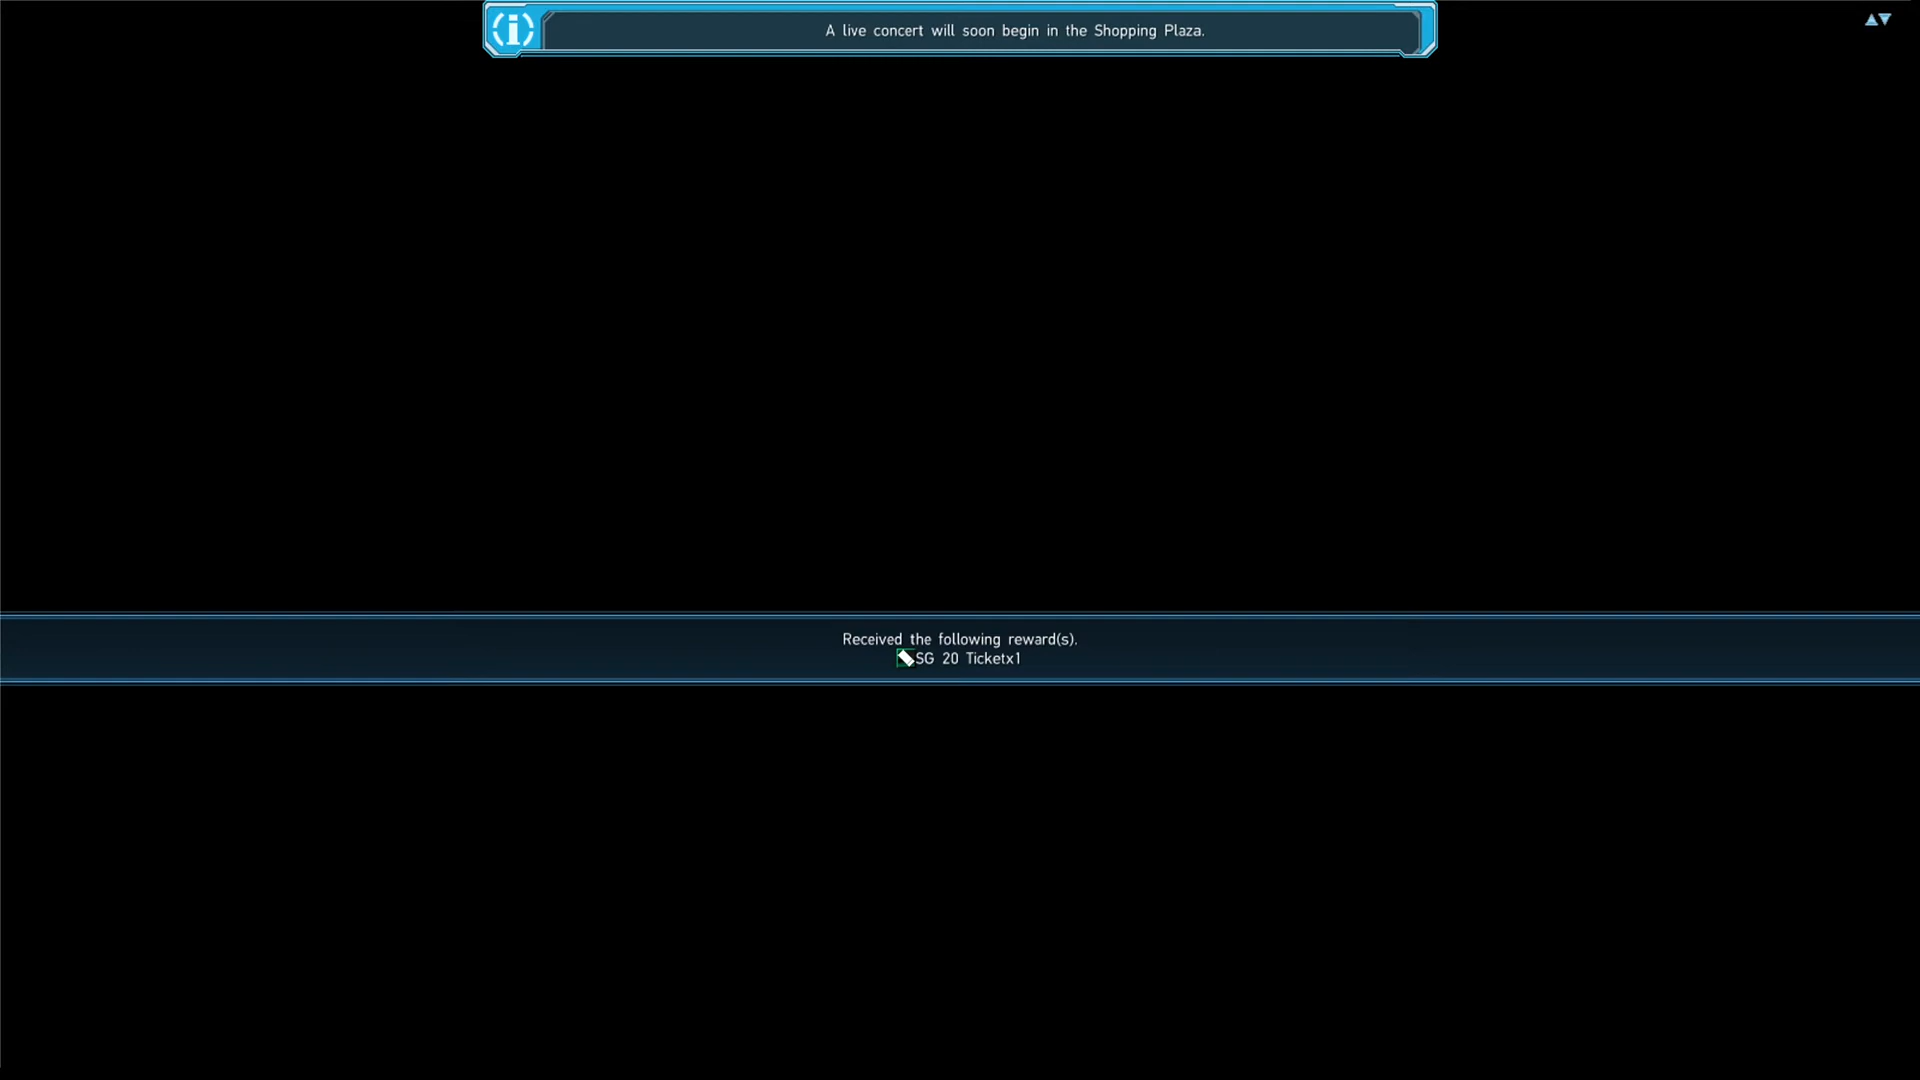 A live concert will soon begin in the Shopping Plaza.
Received the following reward(s).
SG 20 Ticketx1